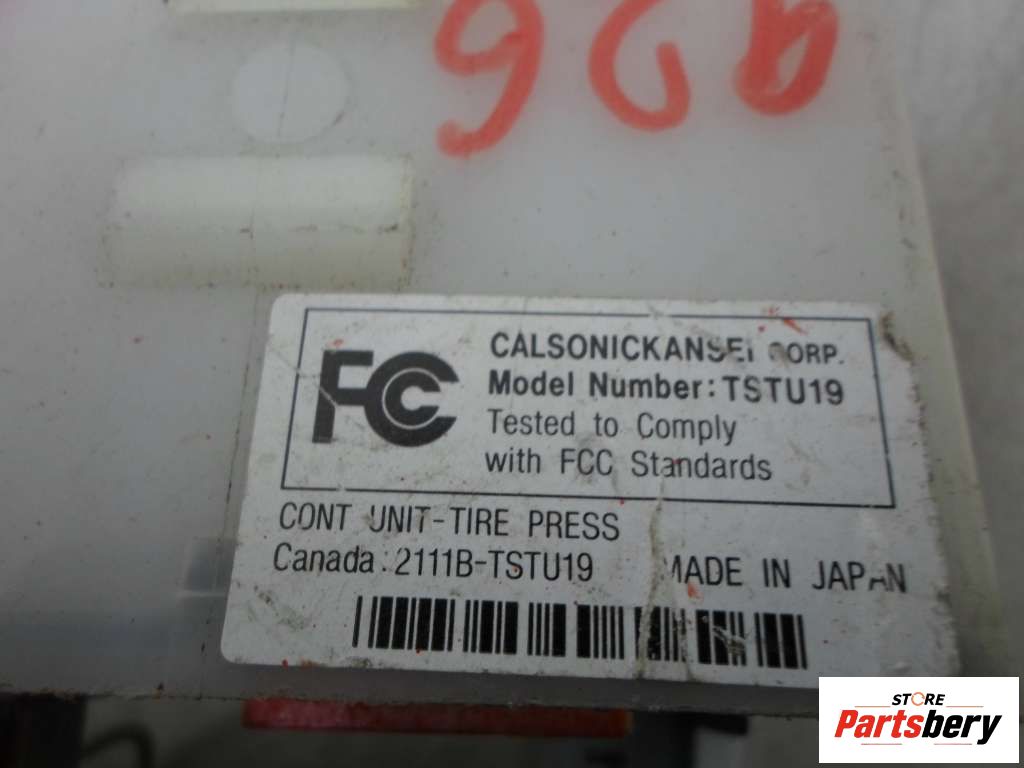 CALSONICKANSEI CORP.
FCC
Model Number: TSTU19
Tested to Comply
with FCC Standards
CONT UNIT-TIRE PRESS
Canada: 2111B-TSTU19 MADE IN JAPAN
STORE
Partsbery